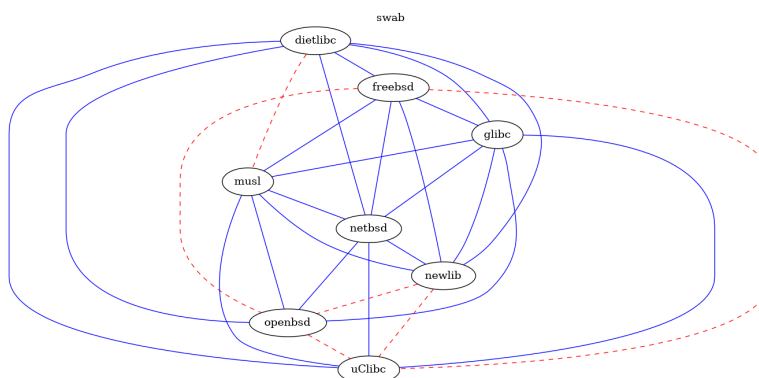 swab
dietlibc
freebsd
glibc
musl
netbsd
newlib
openbsd
uClibc